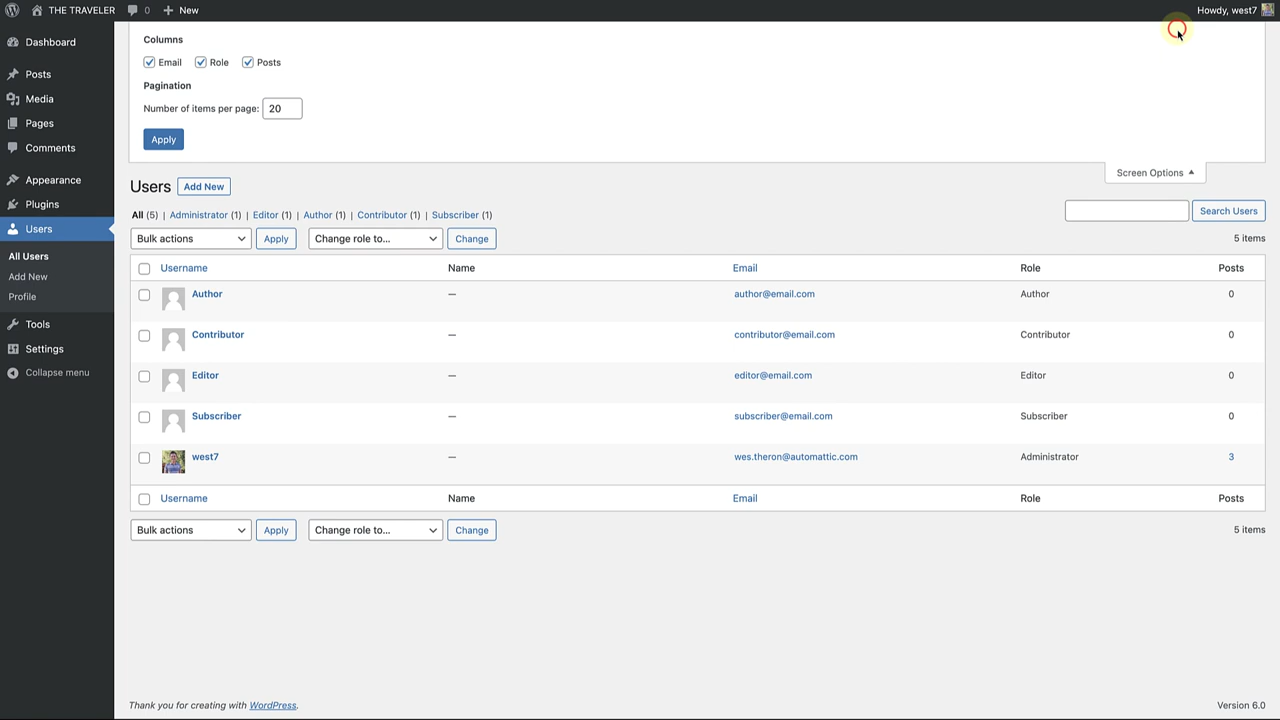 THE TRAVELER 0 New Howdy, west7
Dashboard
Posts
Media
Pages
Comments
Appearance
Plugins
Users
All Users
Add New
Profile
Tools
Settings
Collapse menu
Columns
Email Role Posts
Pagination
Number of items per page: 20
Apply
Screen Options
Users Add New
All (5) | Administrator (1) | Editor (1) | Author (1) | Contributor (1) | Subscriber (1)
Search Users
Bulk actions Apply Change role to... Change 5 items
Username Name Email Role Posts
Author — author@email.com Author 0
Contributor — contributor@email.com Contributor 0
Editor — editor@email.com Editor 0
Subscriber — subscriber@email.com Subscriber 0
west7 — wes.theron@automattic.com Administrator 3
Username Name Email Role Posts
Bulk actions Apply Change role to... Change 5 items
Thank you for creating with WordPress. Version 6.0